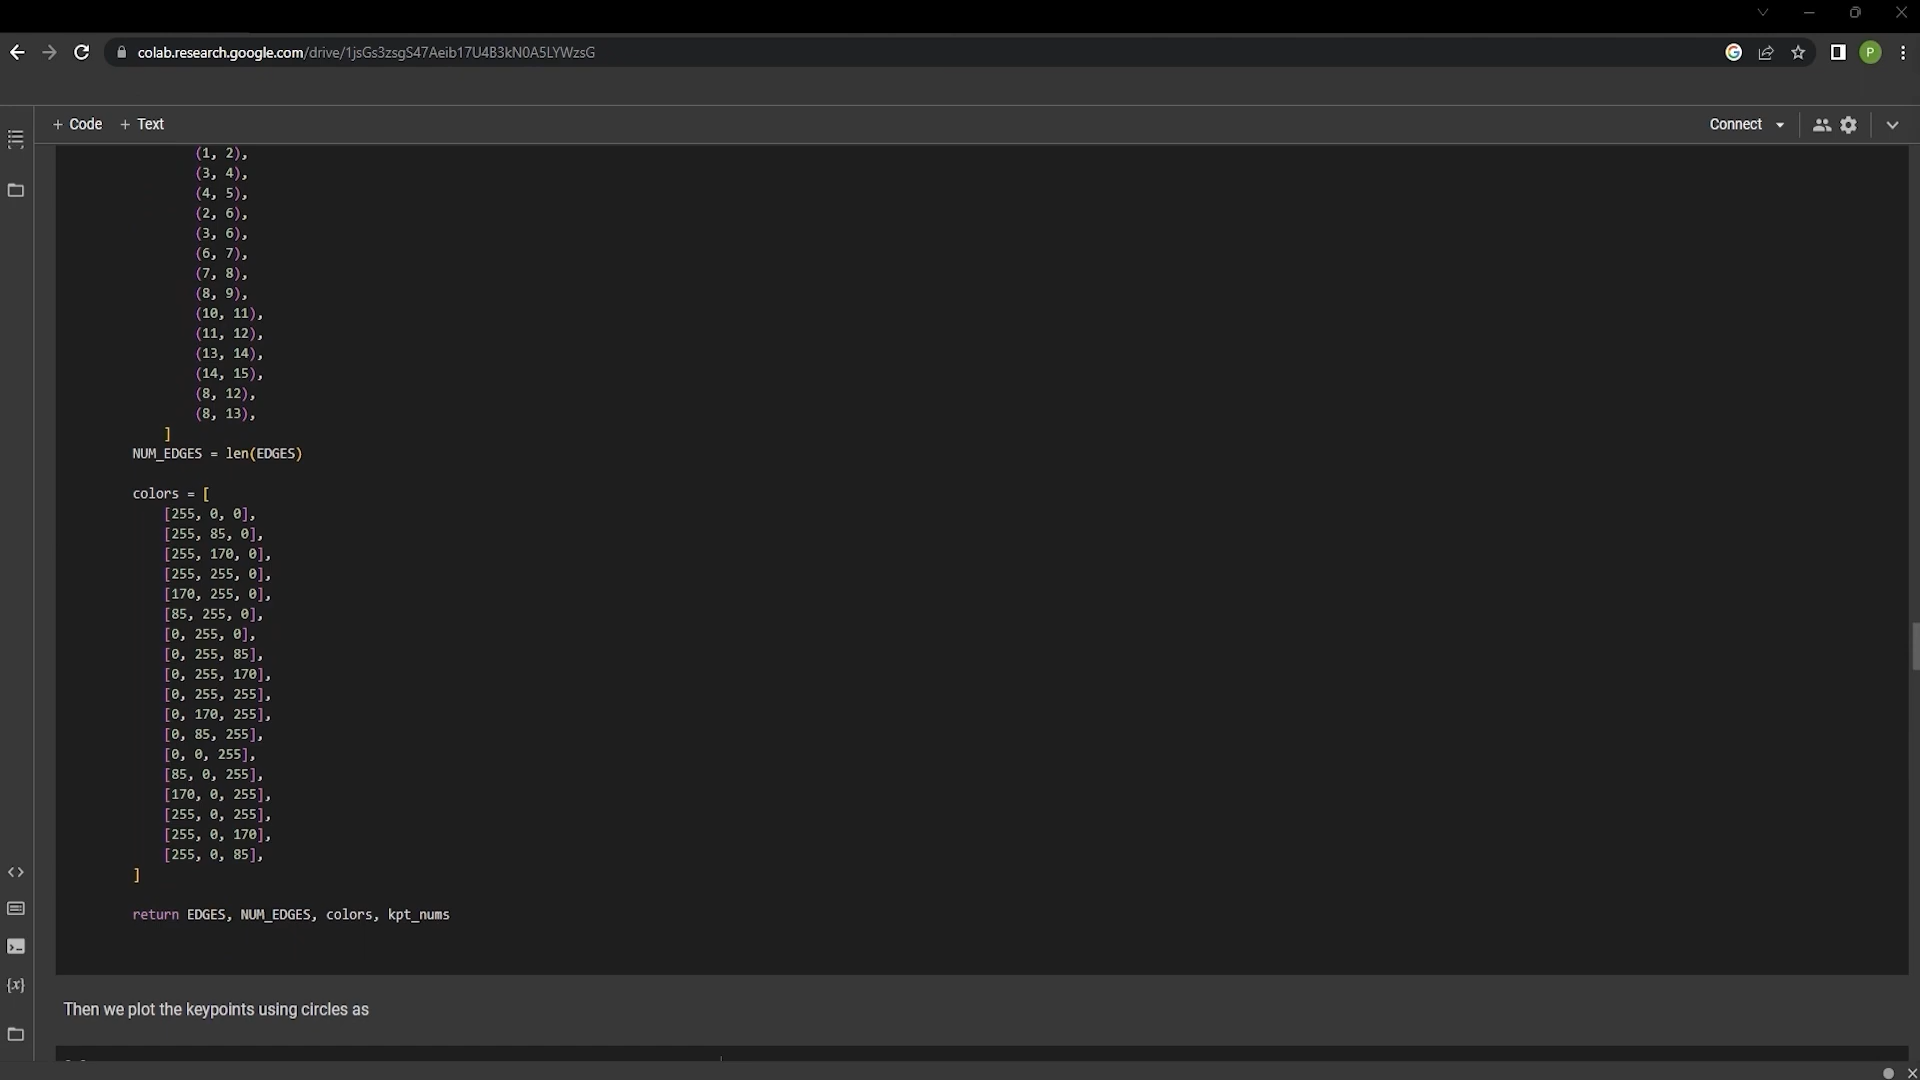 colab.research.google.com/drive/1jsGs3zsgS47Aeib17U4B3kN0A5LYWzsG
P
+ Code + Text
Connect
(1, 2),
(3, 4),
(4, 5),
(2, 6),
(3, 6),
(6, 7),
(7, 8),
(8, 9),
(10, 11),
(11, 12),
(13, 14),
(14, 15),
(8, 12),
(8, 13),
]
NUM_EDGES = len(EDGES)
colors = [
[255, 0, 0],
[255, 85, 0],
[255, 170, 0],
[255, 255, 0],
[170, 255, 0],
[85, 255, 0],
[0, 255, 0],
[0, 255, 85],
[0, 255, 170],
[0, 255, 255],
[0, 170, 255],
[0, 85, 255],
[0, 0, 255],
[85, 0, 255],
[170, 0, 255],
[255, 0, 255],
[255, 0, 170],
[255, 0, 85],
]
return EDGES, NUM_EDGES, colors, kpt_nums
Then we plot the keypoints using circles as